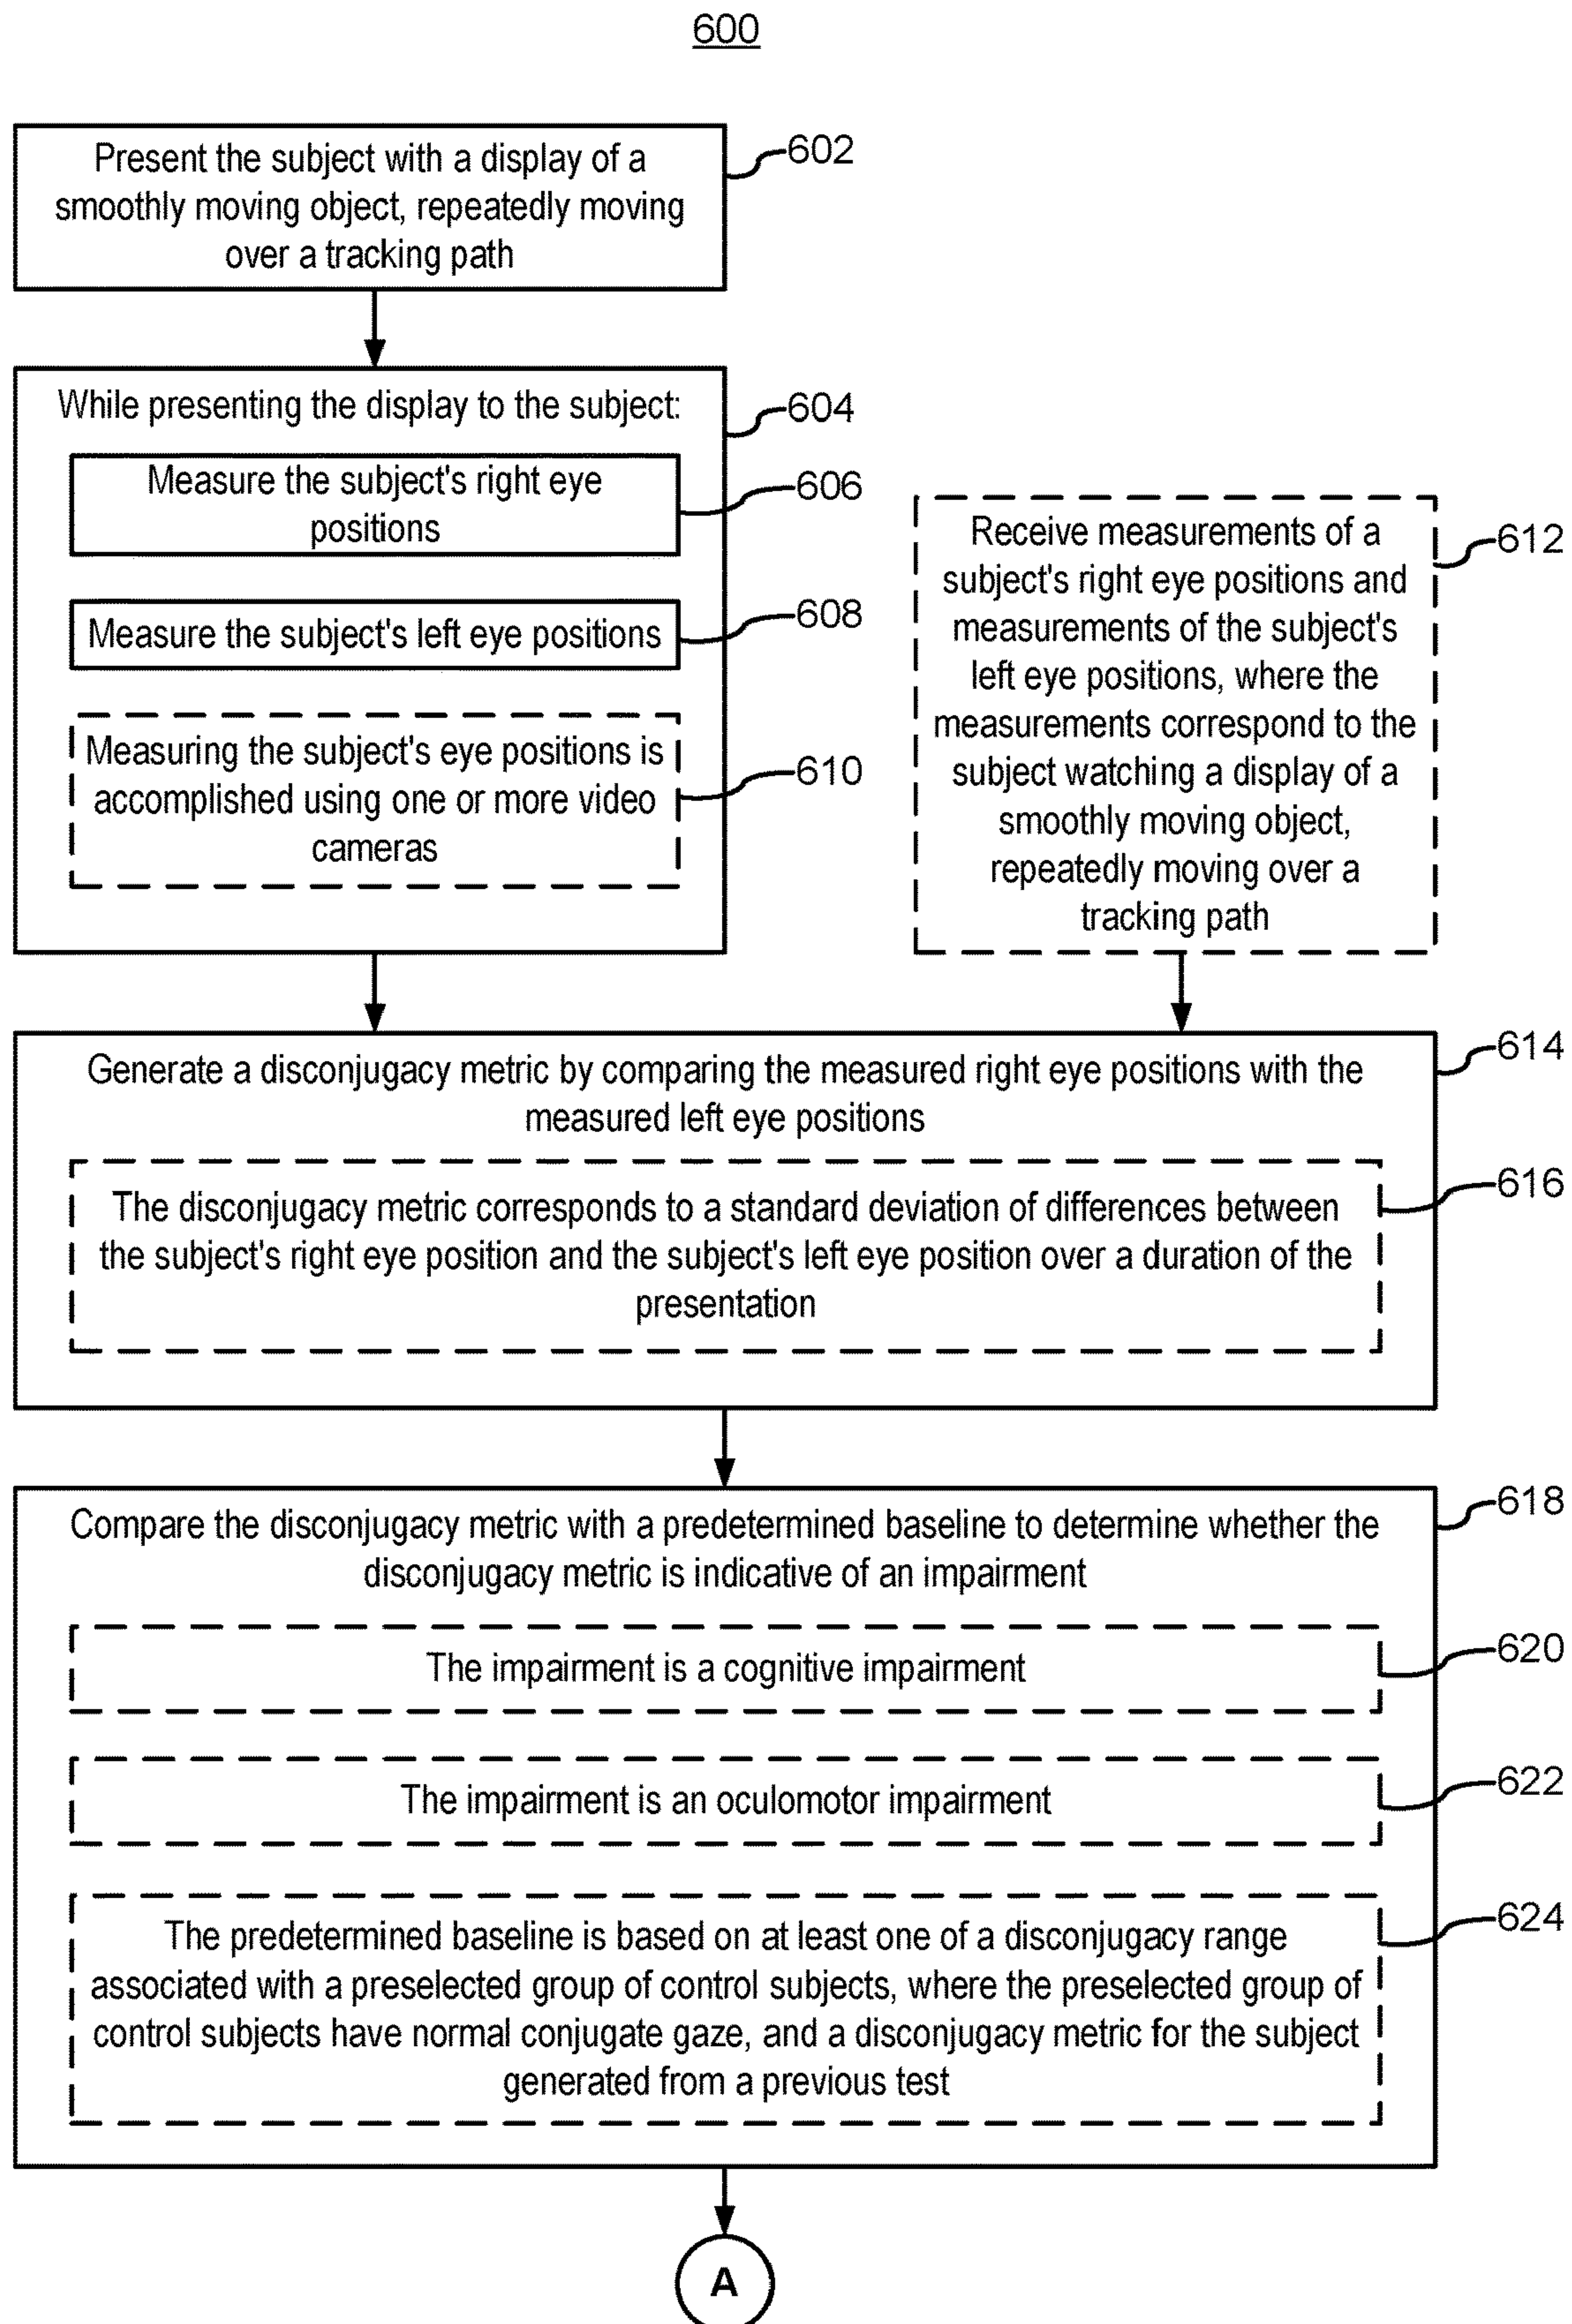 600
Present the subject with a display of a
smoothly moving object, repeatedly moving
over a tracking path
602
While presenting the display to the subject:
604
Measure the subject's right eye
positions
606
Measure the subject's left eye positions
608
Measuring the subject's eye positions is
accomplished using one or more video
cameras
610
Receive measurements of a
subject's right eye positions and
measurements of the subject's
left eye positions, where the
measurements correspond to the
subject watching a display of a
smoothly moving object,
repeatedly moving over a
tracking path
612
Generate a disconjugacy metric by comparing the measured right eye positions with the
measured left eye positions
614
The disconjugacy metric corresponds to a standard deviation of differences between
the subject's right eye position and the subject's left eye position over a duration of the
presentation
616
Compare the disconjugacy metric with a predetermined baseline to determine whether the
disconjugacy metric is indicative of an impairment
618
The impairment is a cognitive impairment
620
The impairment is an oculomotor impairment
622
The predetermined baseline is based on at least one of a disconjugacy range
associated with a preselected group of control subjects, where the preselected group of
control subjects have normal conjugate gaze, and a disconjugacy metric for the subject
generated from a previous test
624
A